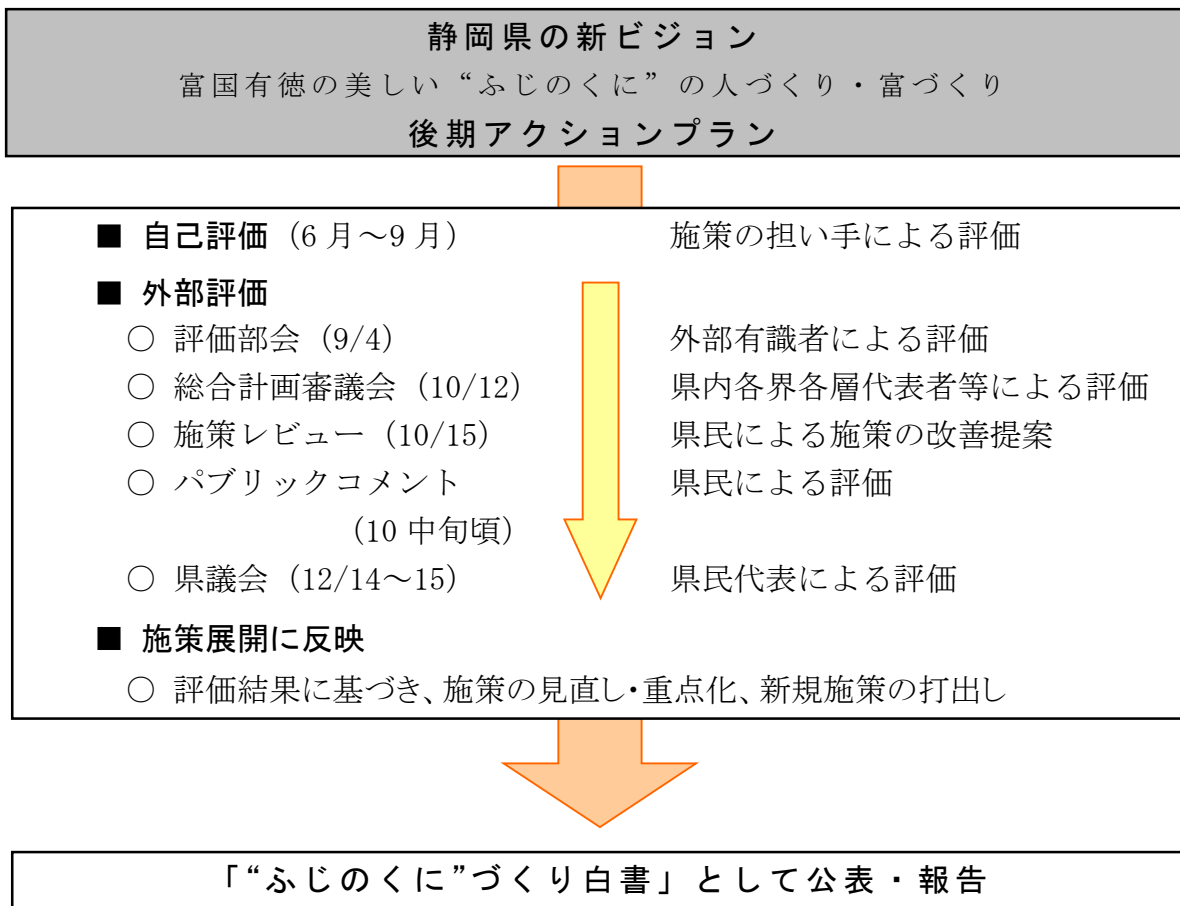 静岡県の新ビジョン
富国有徳の美しい“ふじのくに”の人づくり・富づくり
後期アクションプラン
■ 自己評価（6月～9月） 施策の担い手による評価
■ 外部評価
○ 評価部会（9/4） 外部有識者による評価
○ 総合計画審議会（10/12） 県内各界各層代表者等による評価
○ 施策レビュー（10/15） 県民による施策の改善提案
○ パブリックコメント 県民による評価
（10中旬頃）
○ 県議会（12/14～15） 県民代表による評価
■ 施策展開に反映
○ 評価結果に基づき、施策の見直し・重点化、新規施策の打出し
「“ふじのくに”づくり白書」として公表・報告